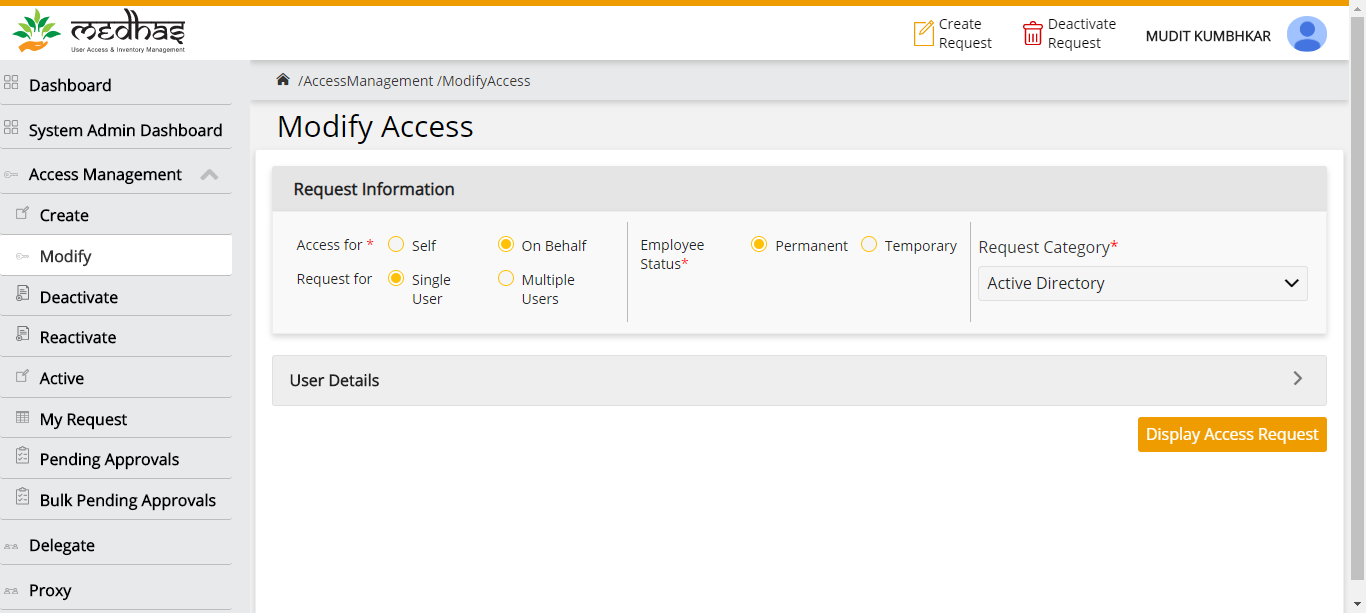 medhas
User Access & Inventory Management
Create
Request
Deactivate
Request
MUDIT KUMBHKAR
Dashboard
System Admin Dashboard
Access Management
Create
Modify
Deactivate
Reactivate
Active
My Request
Pending Approvals
Bulk Pending Approvals
Delegate
Proxy
/AccessManagement /ModifyAccess
Modify Access
Request Information
Access for * Self On Behalf
Request for Single
User Multiple
Users
Employee
Status* Permanent Temporary
Request Category*
Active Directory
User Details
Display Access Request